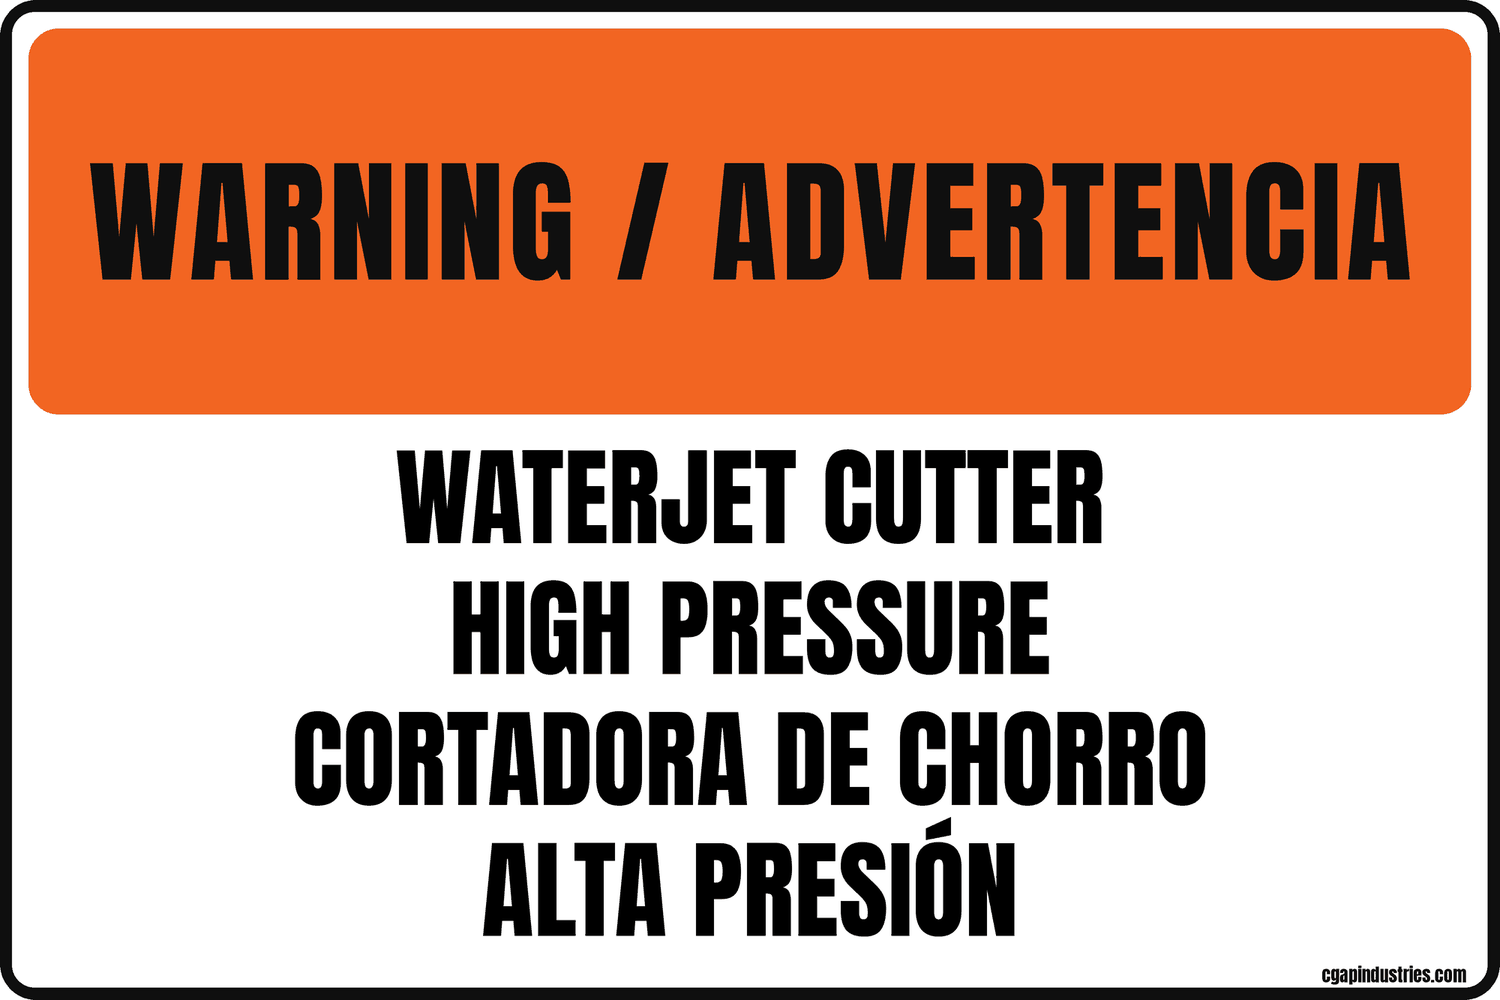 WARNING / ADVERTENCIA
WATERJET CUTTER
HIGH PRESSURE
CORTADORA DE CHORRO
ALTA PRESIÓN
cgapindustries.com